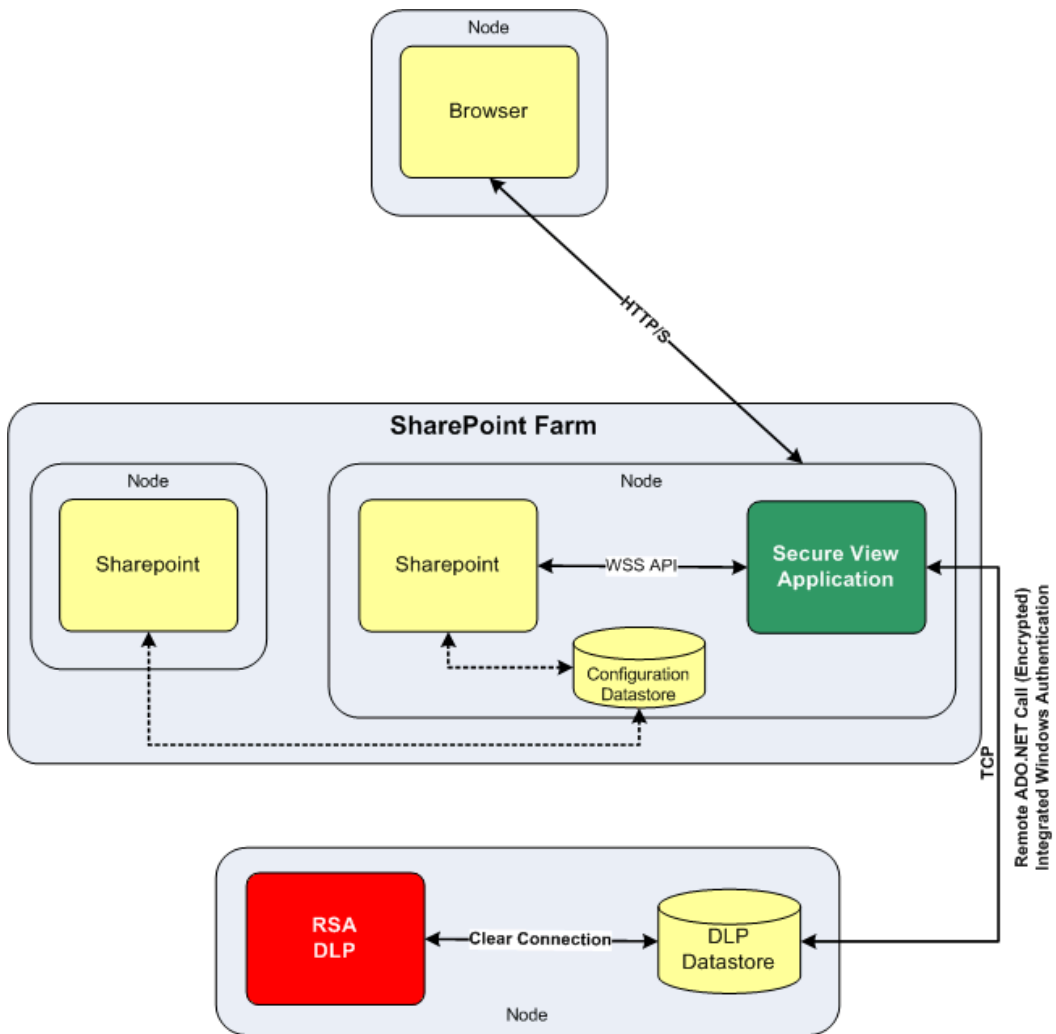 Node
Browser
HTTP/S
SharePoint Farm
Node
Sharepoint
Node
Sharepoint
WSS API
Secure View
Application
Configuration
Datastore
TCP
Remote ADO.NET Call (Encrypted)
Integrated Windows Authentication
RSA
DLP
Clear Connection
DLP
Datastore
Node